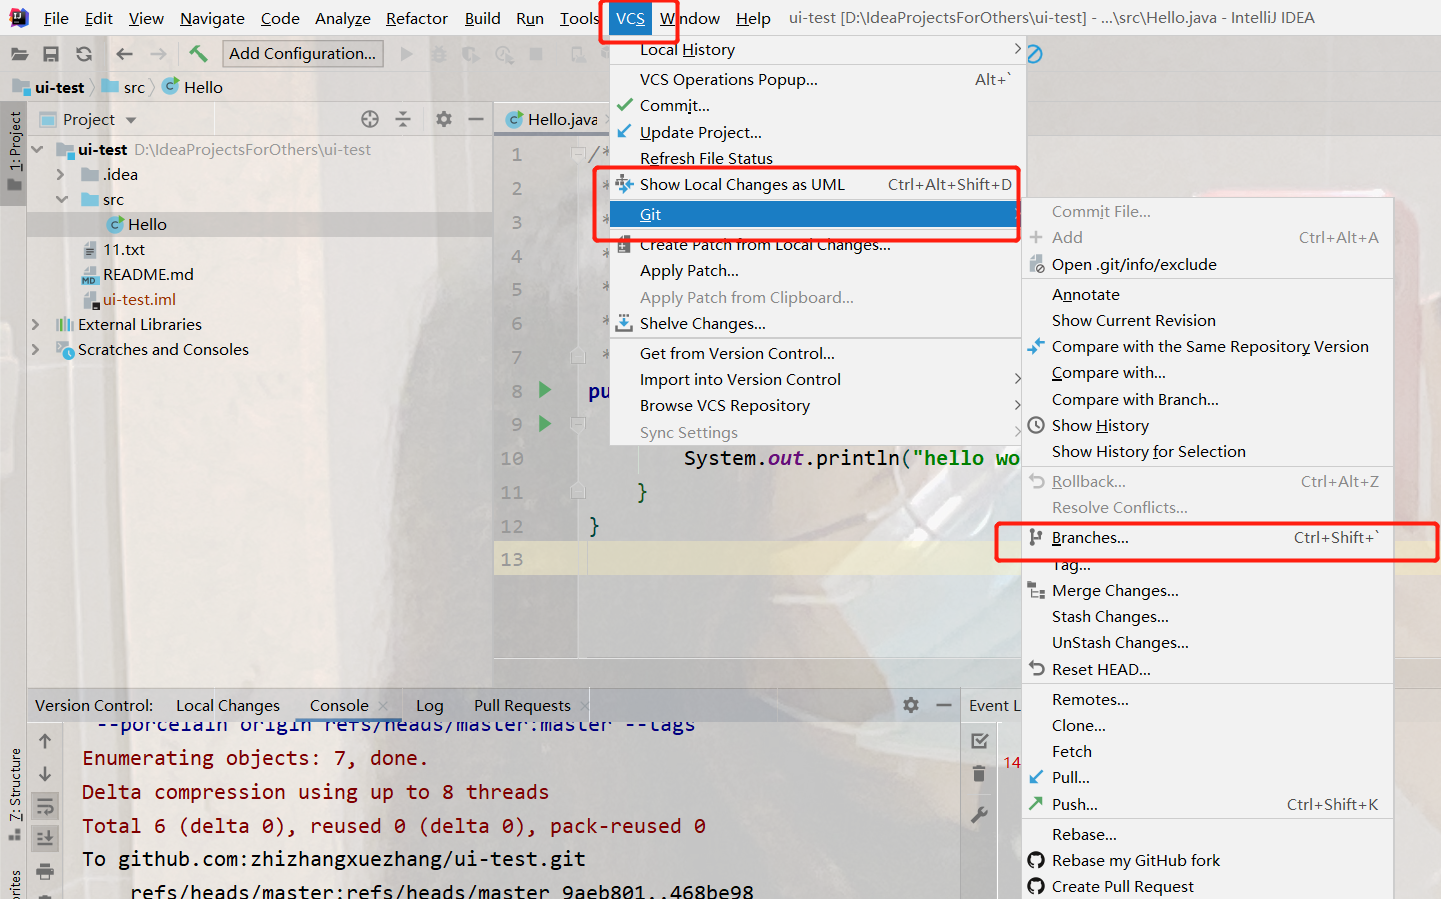 File Edit View Navigate Code Analyze Refactor Build Run Tools VCS Window Help ui-test [D:\IdeaProjectsForOthers\ui-test] - ...\src\Hello.java - IntelliJ IDEA
Add Configuration...
ui-test src Hello
1: Project
Project
ui-test D:\IdeaProjectsForOthers\ui-test
.idea
src
Hello
11.txt
README.md
ui-test.iml
External Libraries
Scratches and Consoles
Hello.java
1 /*
2 *
3 *
4 *
5 *
6 *
7 *
8 pu
9
10 System.out.println("hello wo
11 }
12 }
13
Local History
VCS Operations Popup... Alt+`
Commit...
Update Project...
Refresh File Status
Show Local Changes as UML Ctrl+Alt+Shift+D
Git
Create Patch from Local Changes...
Apply Patch...
Apply Patch from Clipboard...
Shelve Changes...
Get from Version Control...
Import into Version Control
Browse VCS Repository
Sync Settings
Commit File...
Add Ctrl+Alt+A
Open .git/info/exclude
Annotate
Show Current Revision
Compare with the Same Repository Version
Compare with...
Compare with Branch...
Show History
Show History for Selection
Rollback... Ctrl+Alt+Z
Resolve Conflicts...
Branches... Ctrl+Shift+`
Tag...
Merge Changes...
Stash Changes...
UnStash Changes...
Reset HEAD...
Remotes...
Clone...
Fetch
Pull...
Push... Ctrl+Shift+K
Rebase...
Rebase my GitHub fork
Create Pull Request
Version Control: Local Changes Console Log Pull Requests
Event L
14
7: Structure
--porcelain origin refs/heads/master:master --tags
Enumerating objects: 7, done.
Delta compression using up to 8 threads
Total 6 (delta 0), reused 0 (delta 0), pack-reused 0
To github.com:zhizhangxuezhang/ui-test.git
refs/heads/master:refs/heads/master 9aeb801..468be98